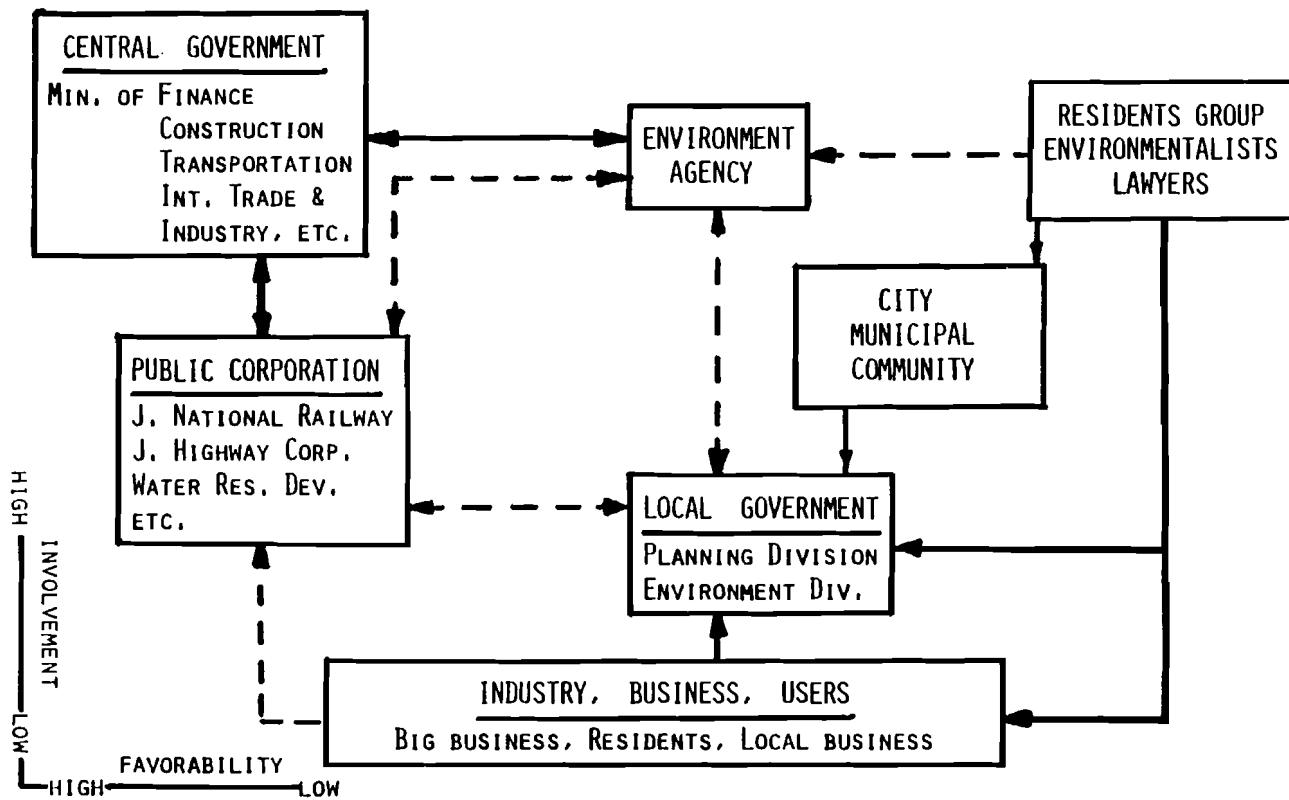 CENTRAL GOVERNMENT
MIN. OF FINANCE
CONSTRUCTION
TRANSPORTATION
INT. TRADE &
INDUSTRY, ETC.
ENVIRONMENT
AGENCY
RESIDENTS GROUP
ENVIRONMENTALISTS
LAWYERS
CITY
MUNICIPAL
COMMUNITY
PUBLIC CORPORATION
J. NATIONAL RAILWAY
J. HIGHWAY CORP.
WATER RES. DEV.
ETC.
LOCAL GOVERNMENT
PLANNING DIVISION
ENVIRONMENT DIV.
INDUSTRY, BUSINESS, USERS
BIG BUSINESS, RESIDENTS, LOCAL BUSINESS
HIGH
INVOLVEMENT
LOW
FAVORABILITY
HIGH
LOW